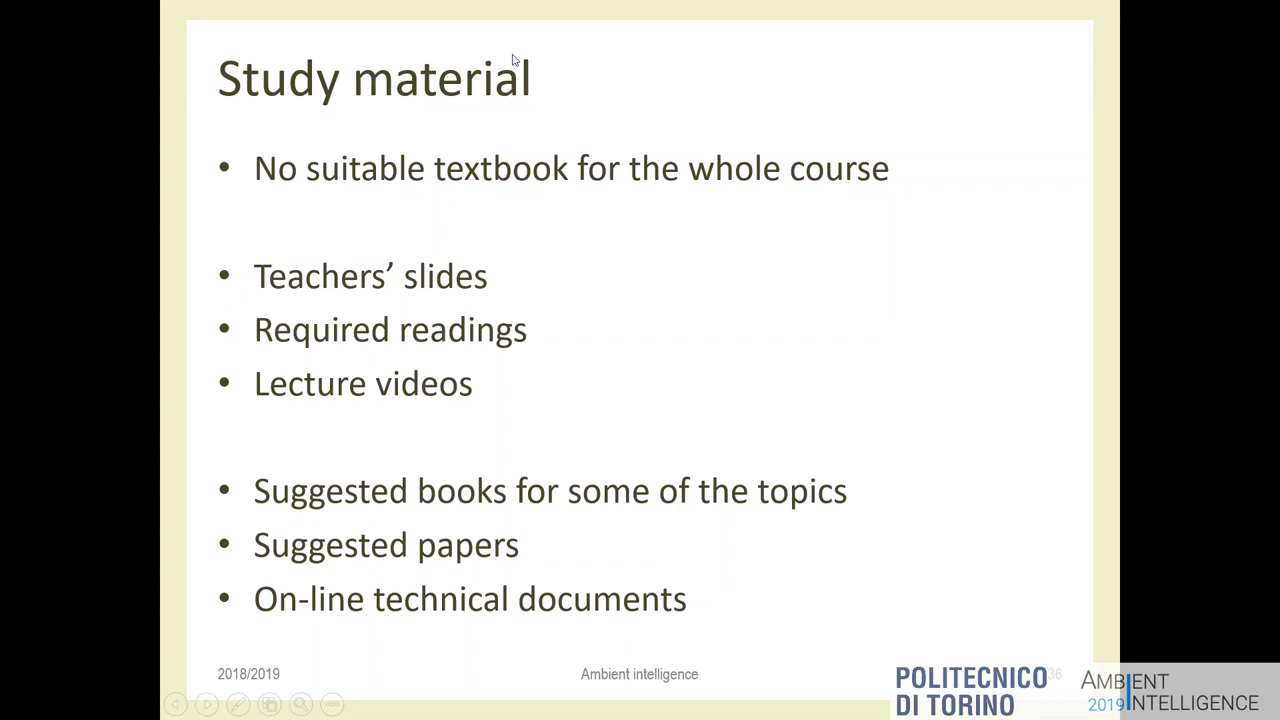 Study material
• No suitable textbook for the whole course
• Teachers’ slides
• Required readings
• Lecture videos
• Suggested books for some of the topics
• Suggested papers
• On-line technical documents
2018/2019
Ambient intelligence
36
POLITECNICO
DI TORINO
AMBIENT
2019 INTELLIGENCE